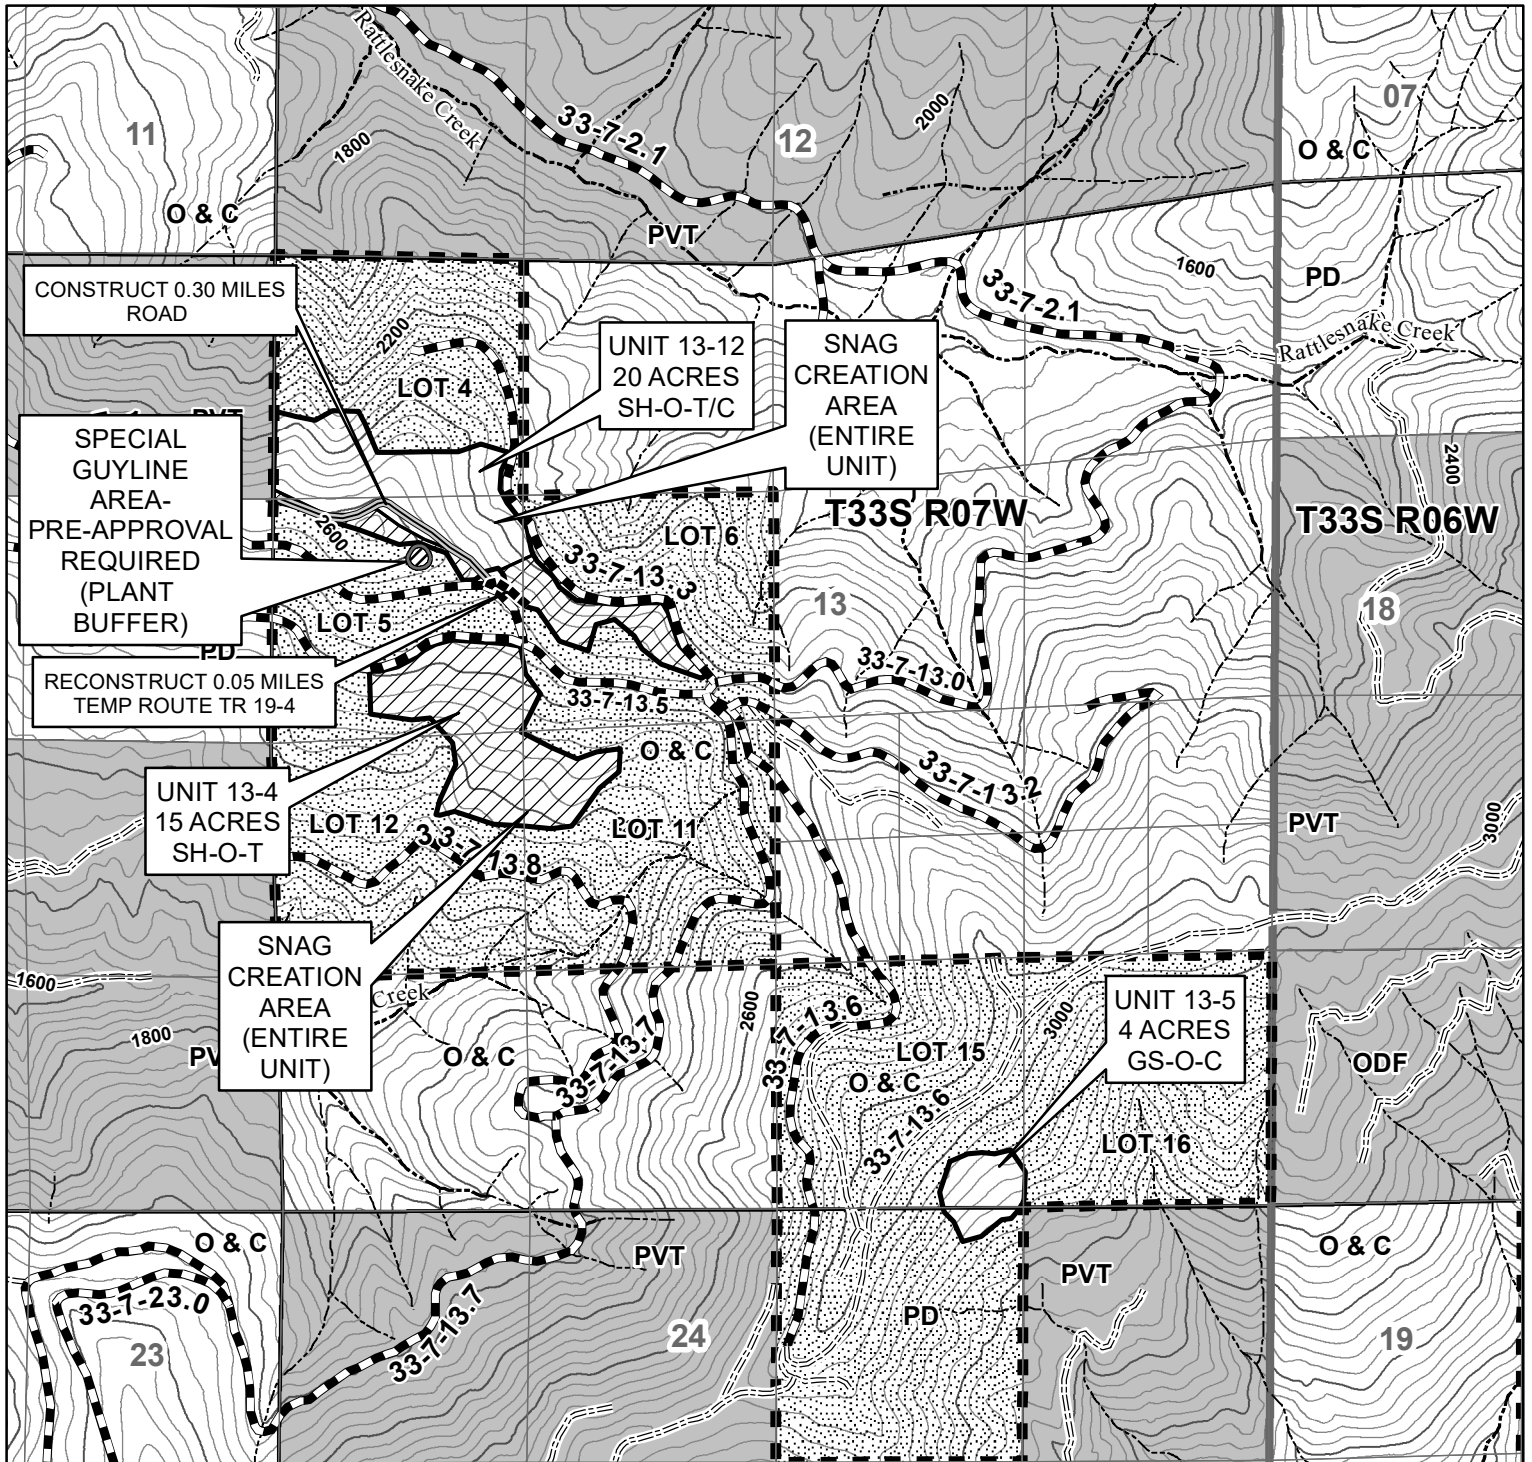 Rattlesnake Creek
33-7-2.1
12
2000
07
11
1800
O & C
O & C
PVT
CONSTRUCT 0.30 MILES
ROAD
1600
PD
33-7-2.1
Rattlesnake Creek
2200
LOT 4
UNIT 13-12
20 ACRES
SH-O-T/C
SNAG
CREATION
AREA
(ENTIRE
UNIT)
PVT
SPECIAL
GUYLINE
AREA-
PRE-APPROVAL
REQUIRED
(PLANT
BUFFER)
2600
2400
T33S R07W
T33S R06W
LOT 6
33-7-13.3
13
18
LOT 5
PD
RECONSTRUCT 0.05 MILES
TEMP ROUTE TR 19-4
33-7-13.0
33-7-13.5
O & C
33-7-13.2
UNIT 13-4
15 ACRES
SH-O-T
LOT 12
LOT 11
PVT
3000
33-7-13.8
SNAG
CREATION
AREA
(ENTIRE
UNIT)
1600
Creek
2600
33-7-13.6
3000
UNIT 13-5
4 ACRES
GS-O-C
1800
O & C
33-7-13.7
LOT 15
O & C
ODF
33-7-13.6
LOT 16
O & C
PVT
O & C
PVT
33-7-23.0
PD
23
33-7-13.7
24
19